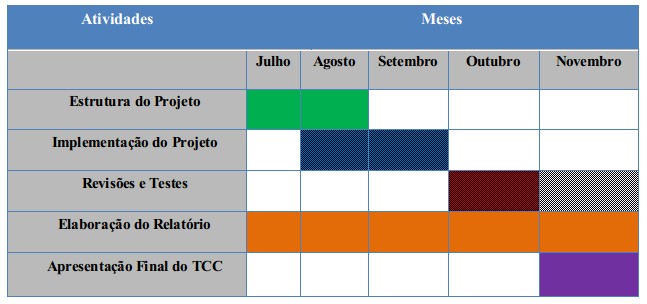 Atividades Meses
Julho Agosto Setembro Outubro Novembro
Estrutura do Projeto
Implementação do Projeto
Revisões e Testes
Elaboração do Relatório
Apresentação Final do TCC